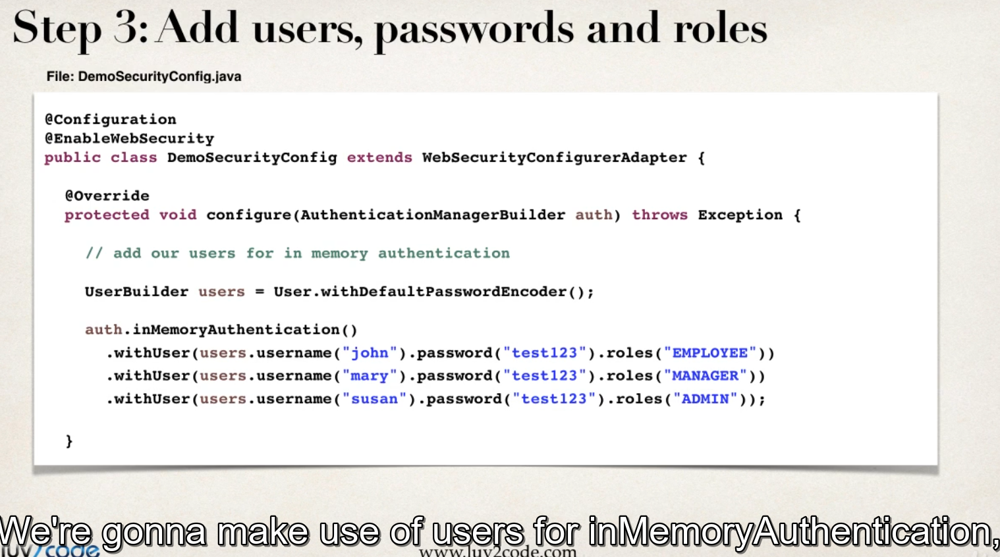 Step 3: Add users, passwords and roles
File: DemoSecurityConfig.java
@Configuration
@EnableWebSecurity
public class DemoSecurityConfig extends WebSecurityConfigurerAdapter {
@Override
protected void configure(AuthenticationManagerBuilder auth) throws Exception {
// add our users for in memory authentication
UserBuilder users = User.withDefaultPasswordEncoder();
auth.inMemoryAuthentication()
.withUser(users.username("john").password("test123").roles("EMPLOYEE"))
.withUser(users.username("mary").password("test123").roles("MANAGER"))
.withUser(users.username("susan").password("test123").roles("ADMIN"));
}
We're gonna make use of users for inMemoryAuthentication,
luv2code www.luv2code.com